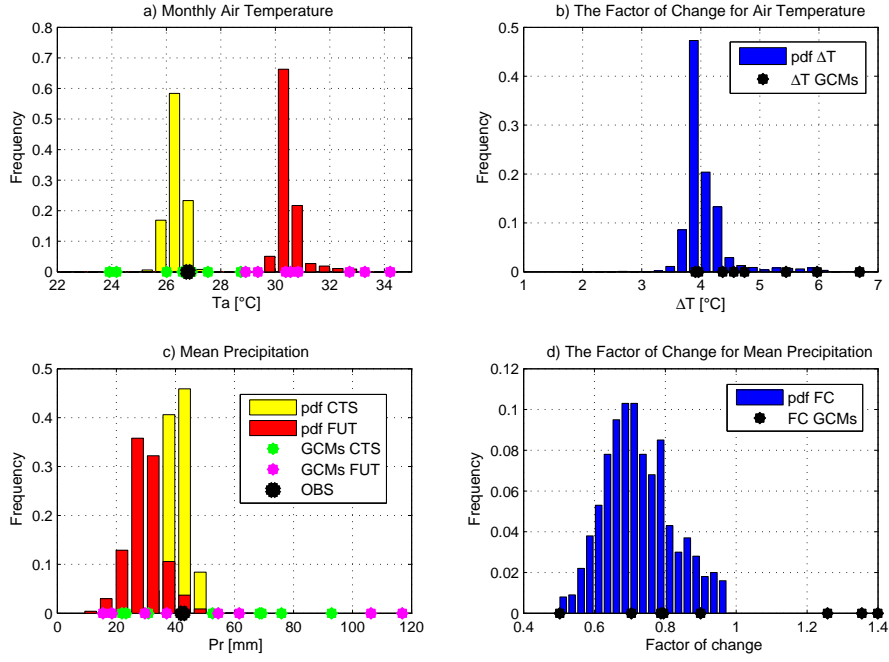 a) Monthly Air Temperature
0.8
0.7
0.6
0.5
0.4
0.3
0.2
0.1
0
Frequency
22 24 26 28 30 32 34
Ta [°C]
b) The Factor of Change for Air Temperature
0.5
0.4
0.3
0.2
0.1
0
Frequency
pdf ΔT
ΔT GCMs
1 2 3 4 5 6 7
ΔT [°C]
c) Mean Precipitation
0.5
0.4
0.3
0.2
0.1
0
Frequency
pdf CTS
pdf FUT
GCMs CTS
GCMs FUT
OBS
0 20 40 60 80 100 120
Pr [mm]
d) The Factor of Change for Mean Precipitation
0.12
0.1
0.08
0.06
0.04
0.02
0
Frequency
pdf FC
FC GCMs
0.4 0.6 0.8 1 1.2 1.4
Factor of change